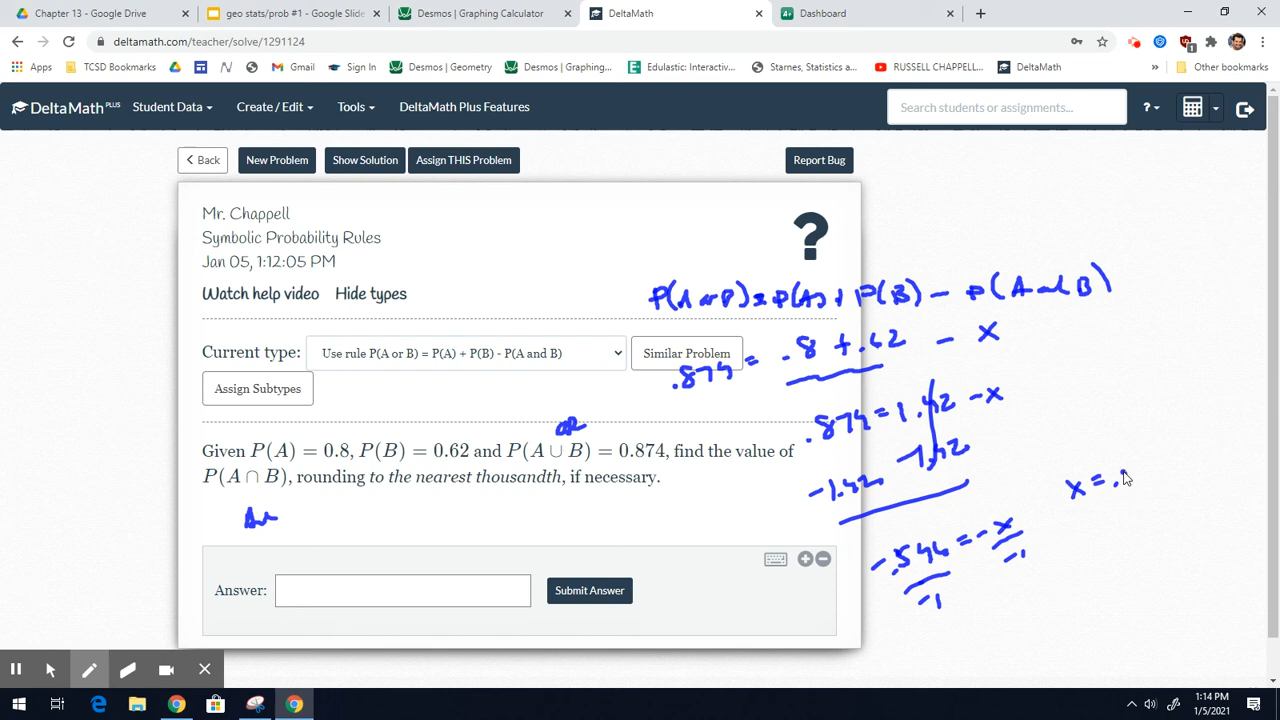 Chapter 13 - Google Drive
geo stats/prob #1 - Google Slide
Desmos | Graphing Calculator
DeltaMath
Dashboard
deltamath.com/teacher/solve/1291124
Apps
TCSD Bookmarks
Gmail
Sign In
Desmos | Geometry
Desmos | Graphing...
Edulastic: Interactiv...
Starnes, Statistics a...
RUSSELL CHAPPELL...
DeltaMath
Other bookmarks
DeltaMath PLUS
Student Data
Create / Edit
Tools
DeltaMath Plus Features
Search students or assignments...
Back
New Problem
Show Solution
Assign THIS Problem
Report Bug
Mr. Chappell
Symbolic Probability Rules
Jan 05, 1:12:05 PM
?
Watch help video Hide types
P(A or B) = P(A) + P(B) - P(A and B)
Current type:
Use rule P(A or B) = P(A) + P(B) - P(A and B)
Similar Problem
.874 = .8 + .62 - x
Assign Subtypes
.874 = 1.42 - x
OR
Given P(A) = 0.8, P(B) = 0.62 and P(A ∪ B) = 0.874, find the value of
P(A ∩ B), rounding to the nearest thousandth, if necessary.
-1.42 -1.42
x = .
-.546 = -x
-1 -1
Answer:
Submit Answer
1:14 PM
1/5/2021